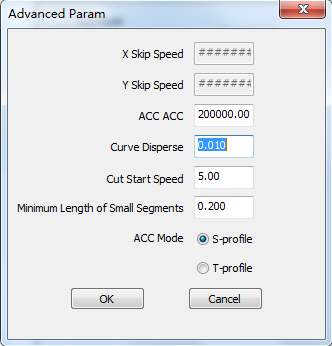 Advanced Param
X Skip Speed #######
Y Skip Speed #######
ACC ACC 200000.00
Curve Disperse 0.010
Cut Start Speed 5.00
Minimum Length of Small Segments 0.200
ACC Mode S-profile
T-profile
OK Cancel